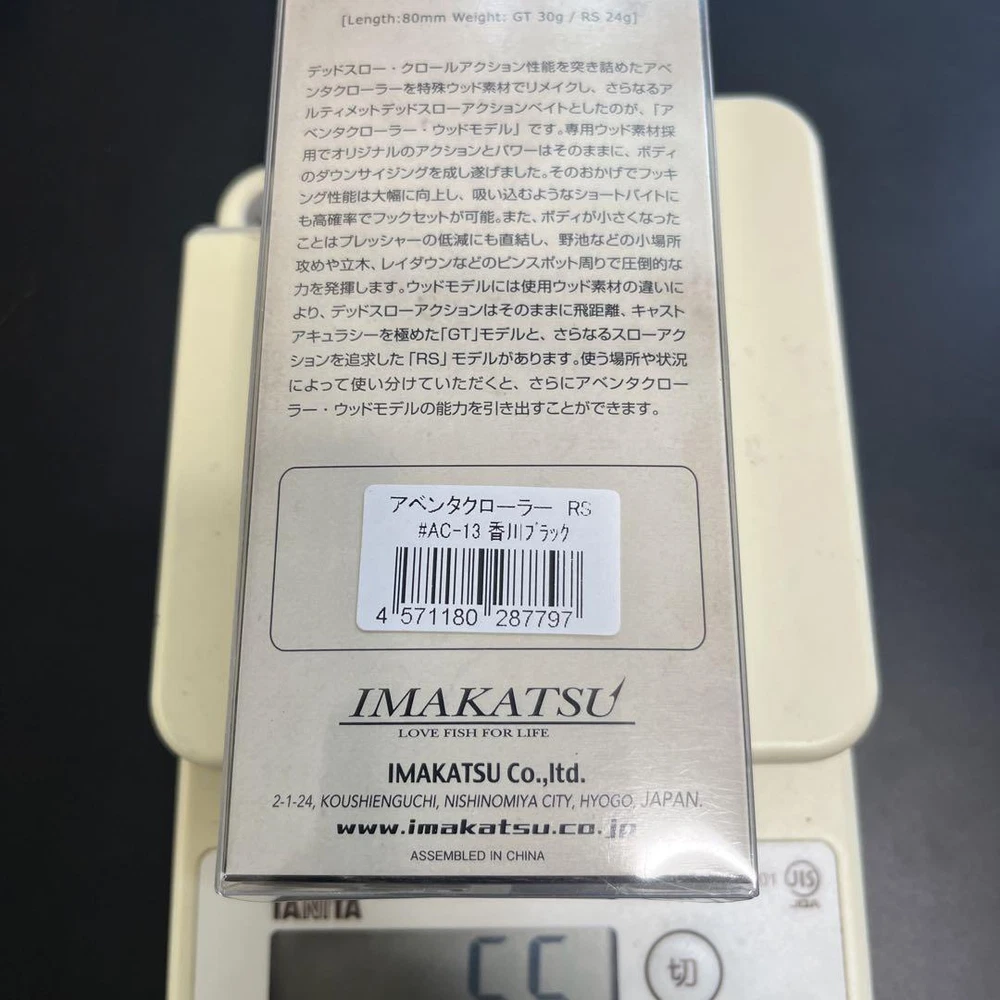 [Length:80mm Weight: GT 30g / RS 24g]
デッドスロー・クロールアクション性能を突き詰めたアベ
ンタクローラーを特殊ウッド素材でリメイクし、さらなるア
ルティメットデッドスローアクションベイトとしたのが、「ア
ベンタクローラー・ウッドモデル」です。専用ウッド素材採
用でオリジナルのアクションとパワーはそのままに、ボディ
のダウンサイジングを成し遂げました。そのおかげでフッキ
ング性能は大幅に向上し、吸い込むようなショートバイトに
も高確率でフックセットが可能。また、ボディが小さくなった
ことはプレッシャーの低減にも直結し、野池などの小場所
攻めや立木、レイダウンなどのピンスポット周りで圧倒的な
力を発揮します。ウッドモデルには使用ウッド素材の違いに
より、デッドスローアクションはそのままに飛距離、キャスト
アキュラシーを極めた「GT」モデルと、さらなるスローアク
ションを追求した「RS」モデルがあります。使う場所や状況
によって使い分けていただくと、さらにアベンタクロー
ラー・ウッドモデルの能力を引き出すことができます。
アベンタクローラー RS
#AC-13 香川ブラック
4 571180 287797
IMAKATSU
LOVE FISH FOR LIFE
IMAKATSU Co.,ltd.
2-1-24, KOUSHIENGUCHI, NISHINOMIYA CITY, HYOGO, JAPAN.
www.imakatsu.co.jp
ASSEMBLED IN CHINA
01 JIS
TANITA
55
切